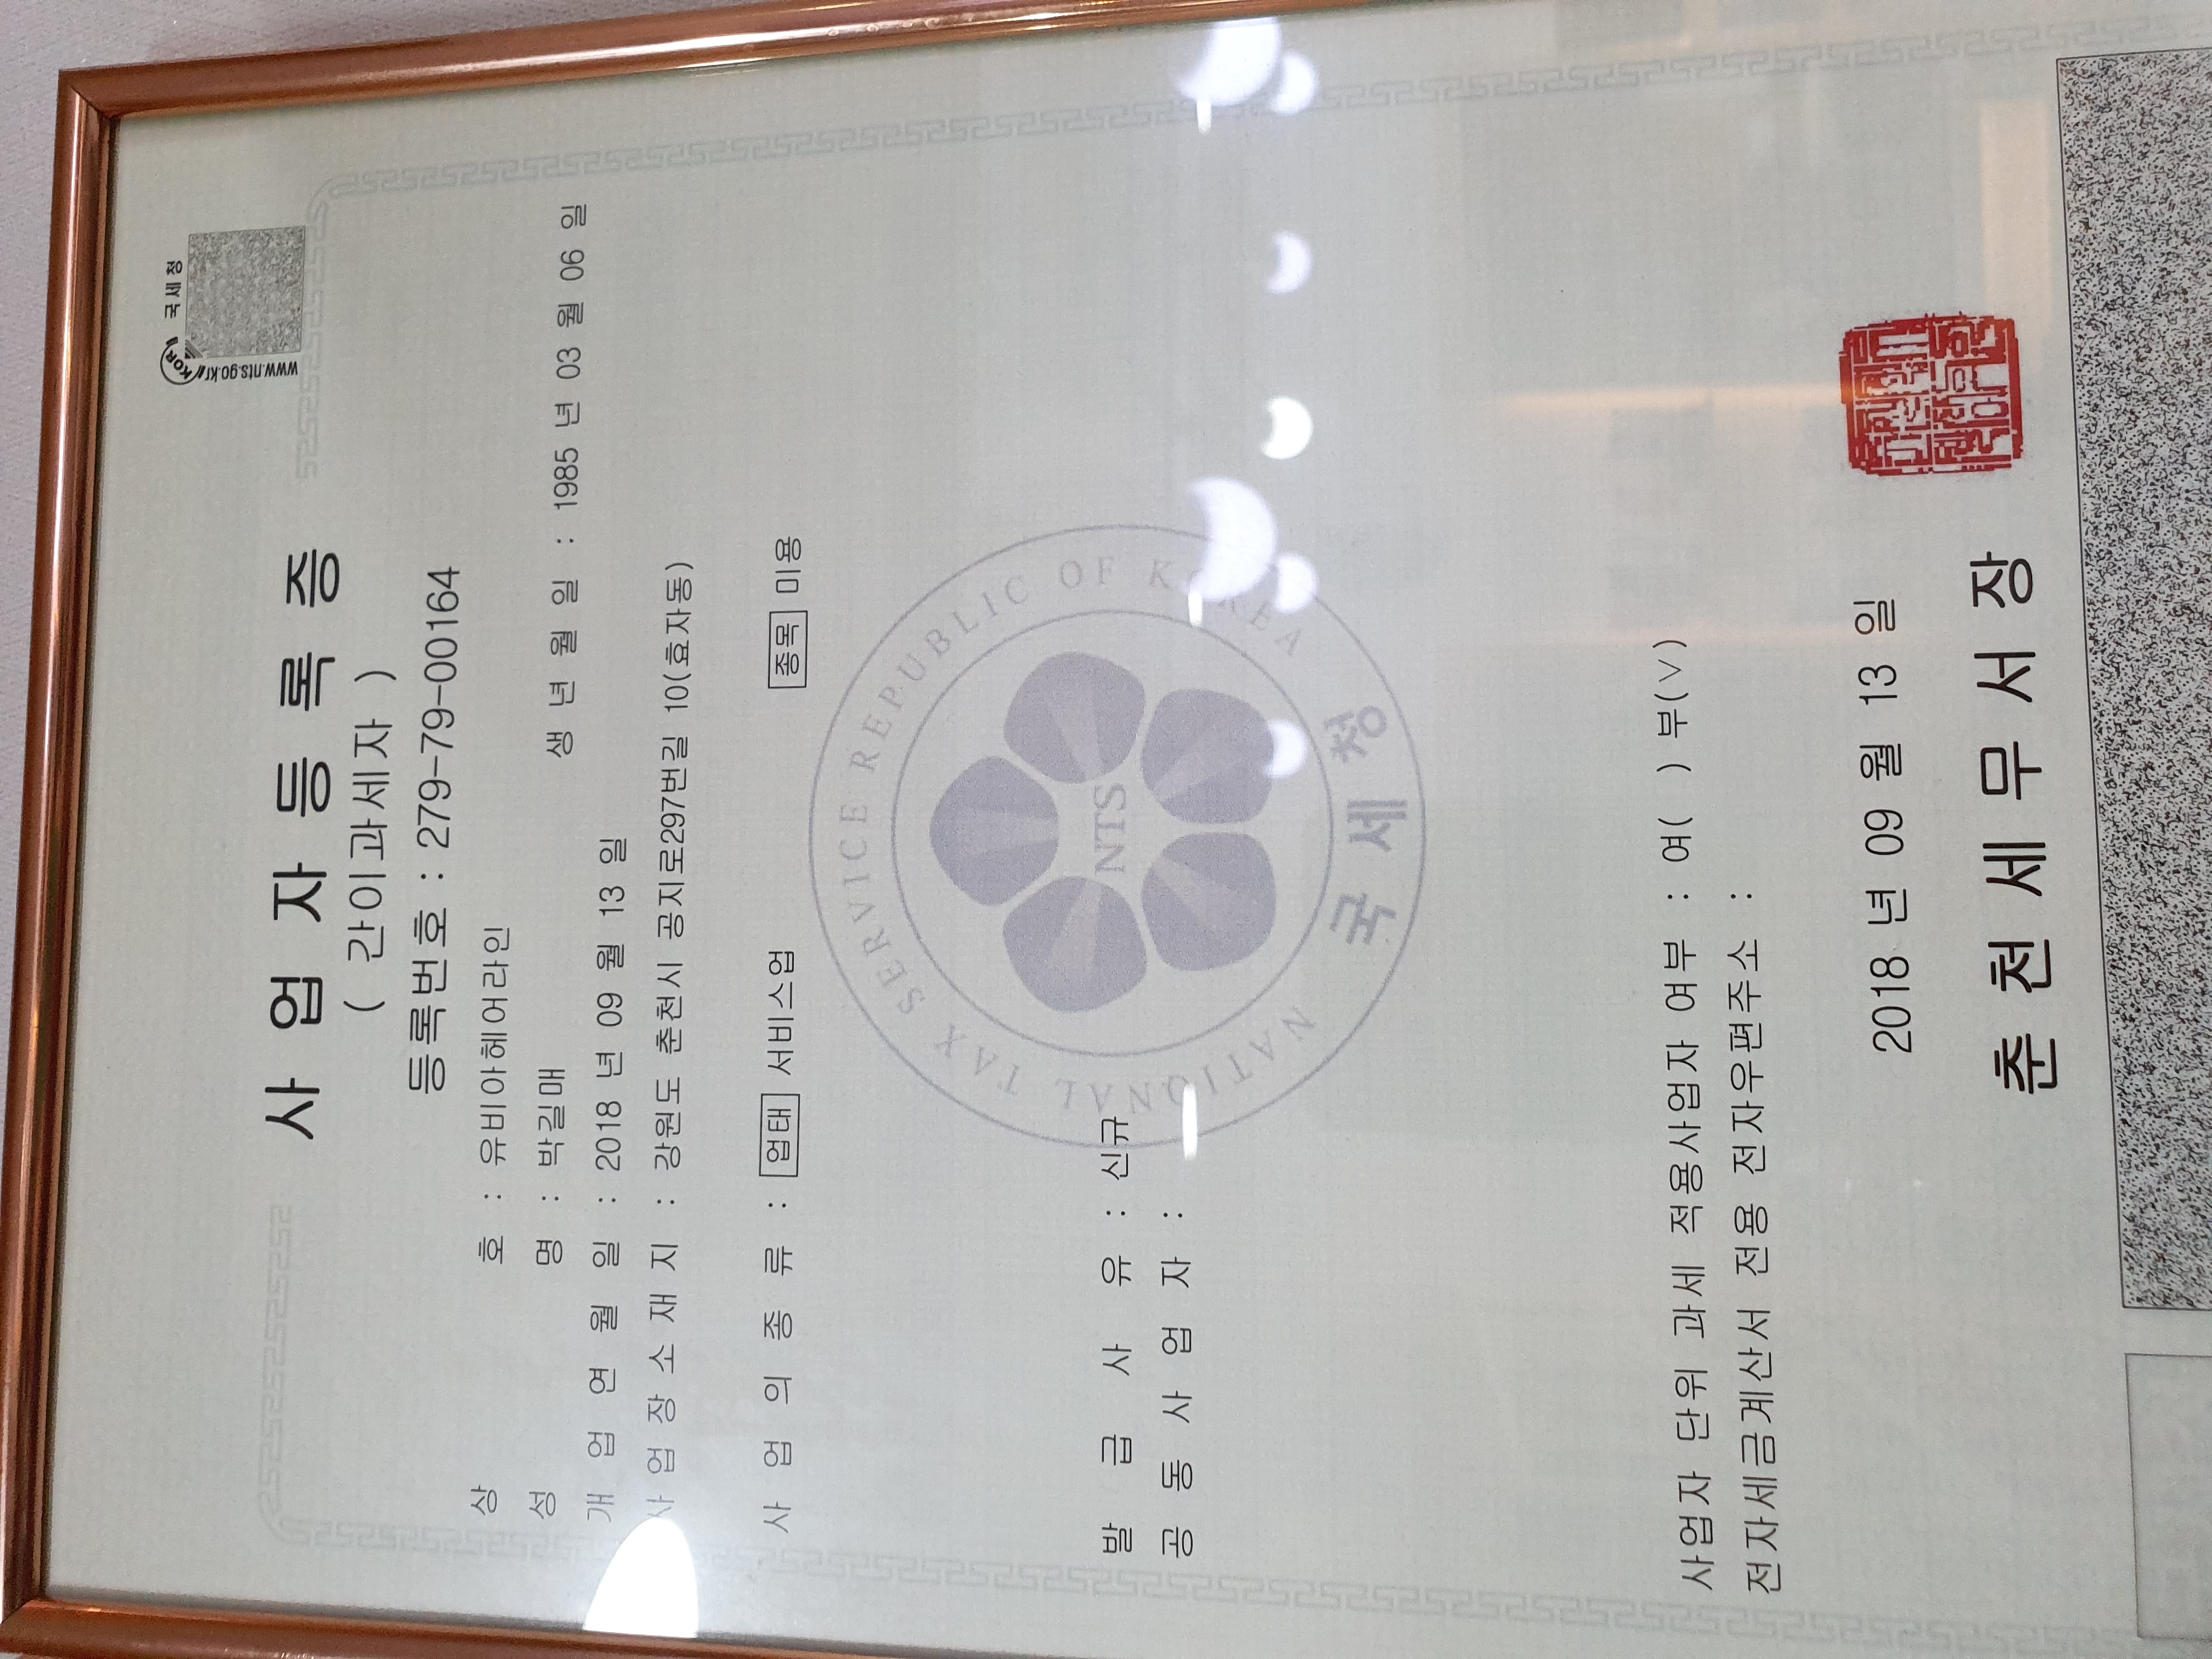 국세청
www.nts.go.kr
사업자등록증
( 간이과세자 )
등록번호 : 279-79-00164
상 호 : 유비아헤어라인
성 명 : 박길매 생 년 월 일 : 1985 년 03 월 06 일
개 업 연 월 일 : 2018 년 09 월 13 일
사 업 장 소 재 지 : 강원도 춘천시 공지로297번길 10(효자동)
사 업 의 종 류 : 업태 서비스업 종목 미용
NATIONAL TAX SERVICE REPUBLIC OF KOREA
NTS
국세청
발 급 사 유 : 신규
공 동 사 업 자 :
사업자 단위 과세 적용사업자 여부 : 여( ) 부(∨)
전자세금계산서 전용 전자우편주소 :
2018 년 09 월 13 일
춘천세무서장